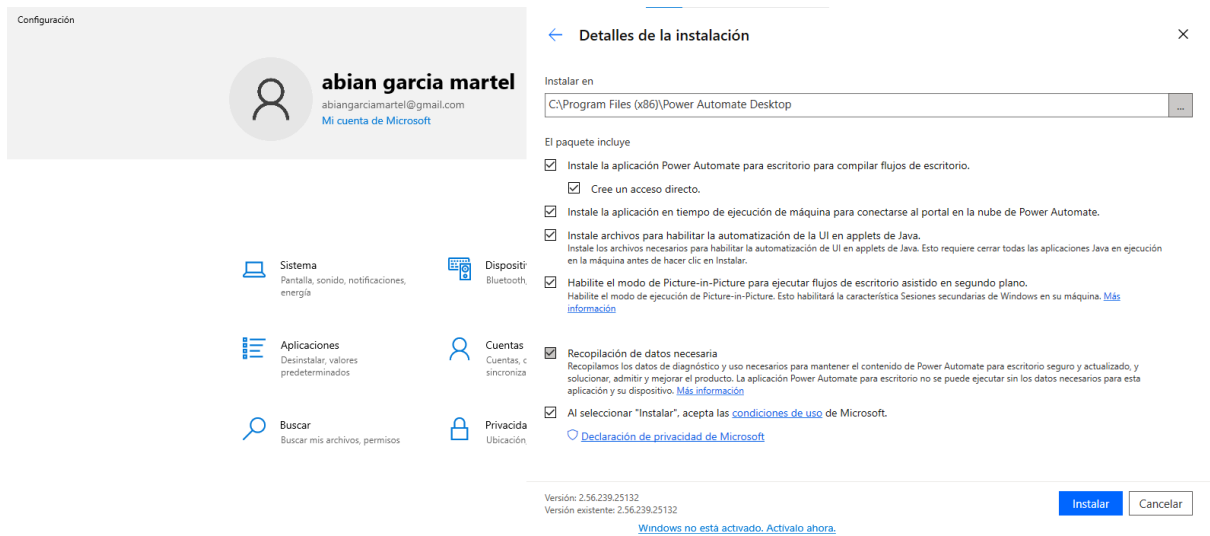 Configuración
abian garcia martel
abiangarciamartel@gmail.com
Mi cuenta de Microsoft
Sistema
Pantalla, sonido, notificaciones,
energía
Dispositi
Bluetooth,
Aplicaciones
Desinstalar, valores
predeterminados
Cuentas
Cuentas, c
sincroniza
Buscar
Buscar mis archivos, permisos
Privacida
Ubicación,
Detalles de la instalación
Instalar en
C:\Program Files (x86)\Power Automate Desktop
...
El paquete incluye
Instale la aplicación Power Automate para escritorio para compilar flujos de escritorio.
Cree un acceso directo.
Instale la aplicación en tiempo de ejecución de máquina para conectarse al portal en la nube de Power Automate.
Instale archivos para habilitar la automatización de la UI en applets de Java.
Instale los archivos necesarios para habilitar la automatización de UI en applets de Java. Esto requiere cerrar todas las aplicaciones Java en ejecución
en la máquina antes de hacer clic en Instalar.
Habilite el modo de Picture-in-Picture para ejecutar flujos de escritorio asistido en segundo plano.
Habilite el modo de ejecución de Picture-in-Picture. Esto habilitará la característica Sesiones secundarias de Windows en su máquina. Más
información
Recopilación de datos necesaria
Recopilamos los datos de diagnóstico y uso necesarios para mantener el contenido de Power Automate para escritorio seguro y actualizado, y
solucionar, admitir y mejorar el producto. La aplicación Power Automate para escritorio no se puede ejecutar sin los datos necesarios para esta
aplicación y su dispositivo. Más información
Al seleccionar "Instalar", acepta las condiciones de uso de Microsoft.
Declaración de privacidad de Microsoft
Versión: 2.56.239.25132
Versión existente: 2.56.239.25132
Instalar
Cancelar
Windows no está activado. Actívalo ahora.